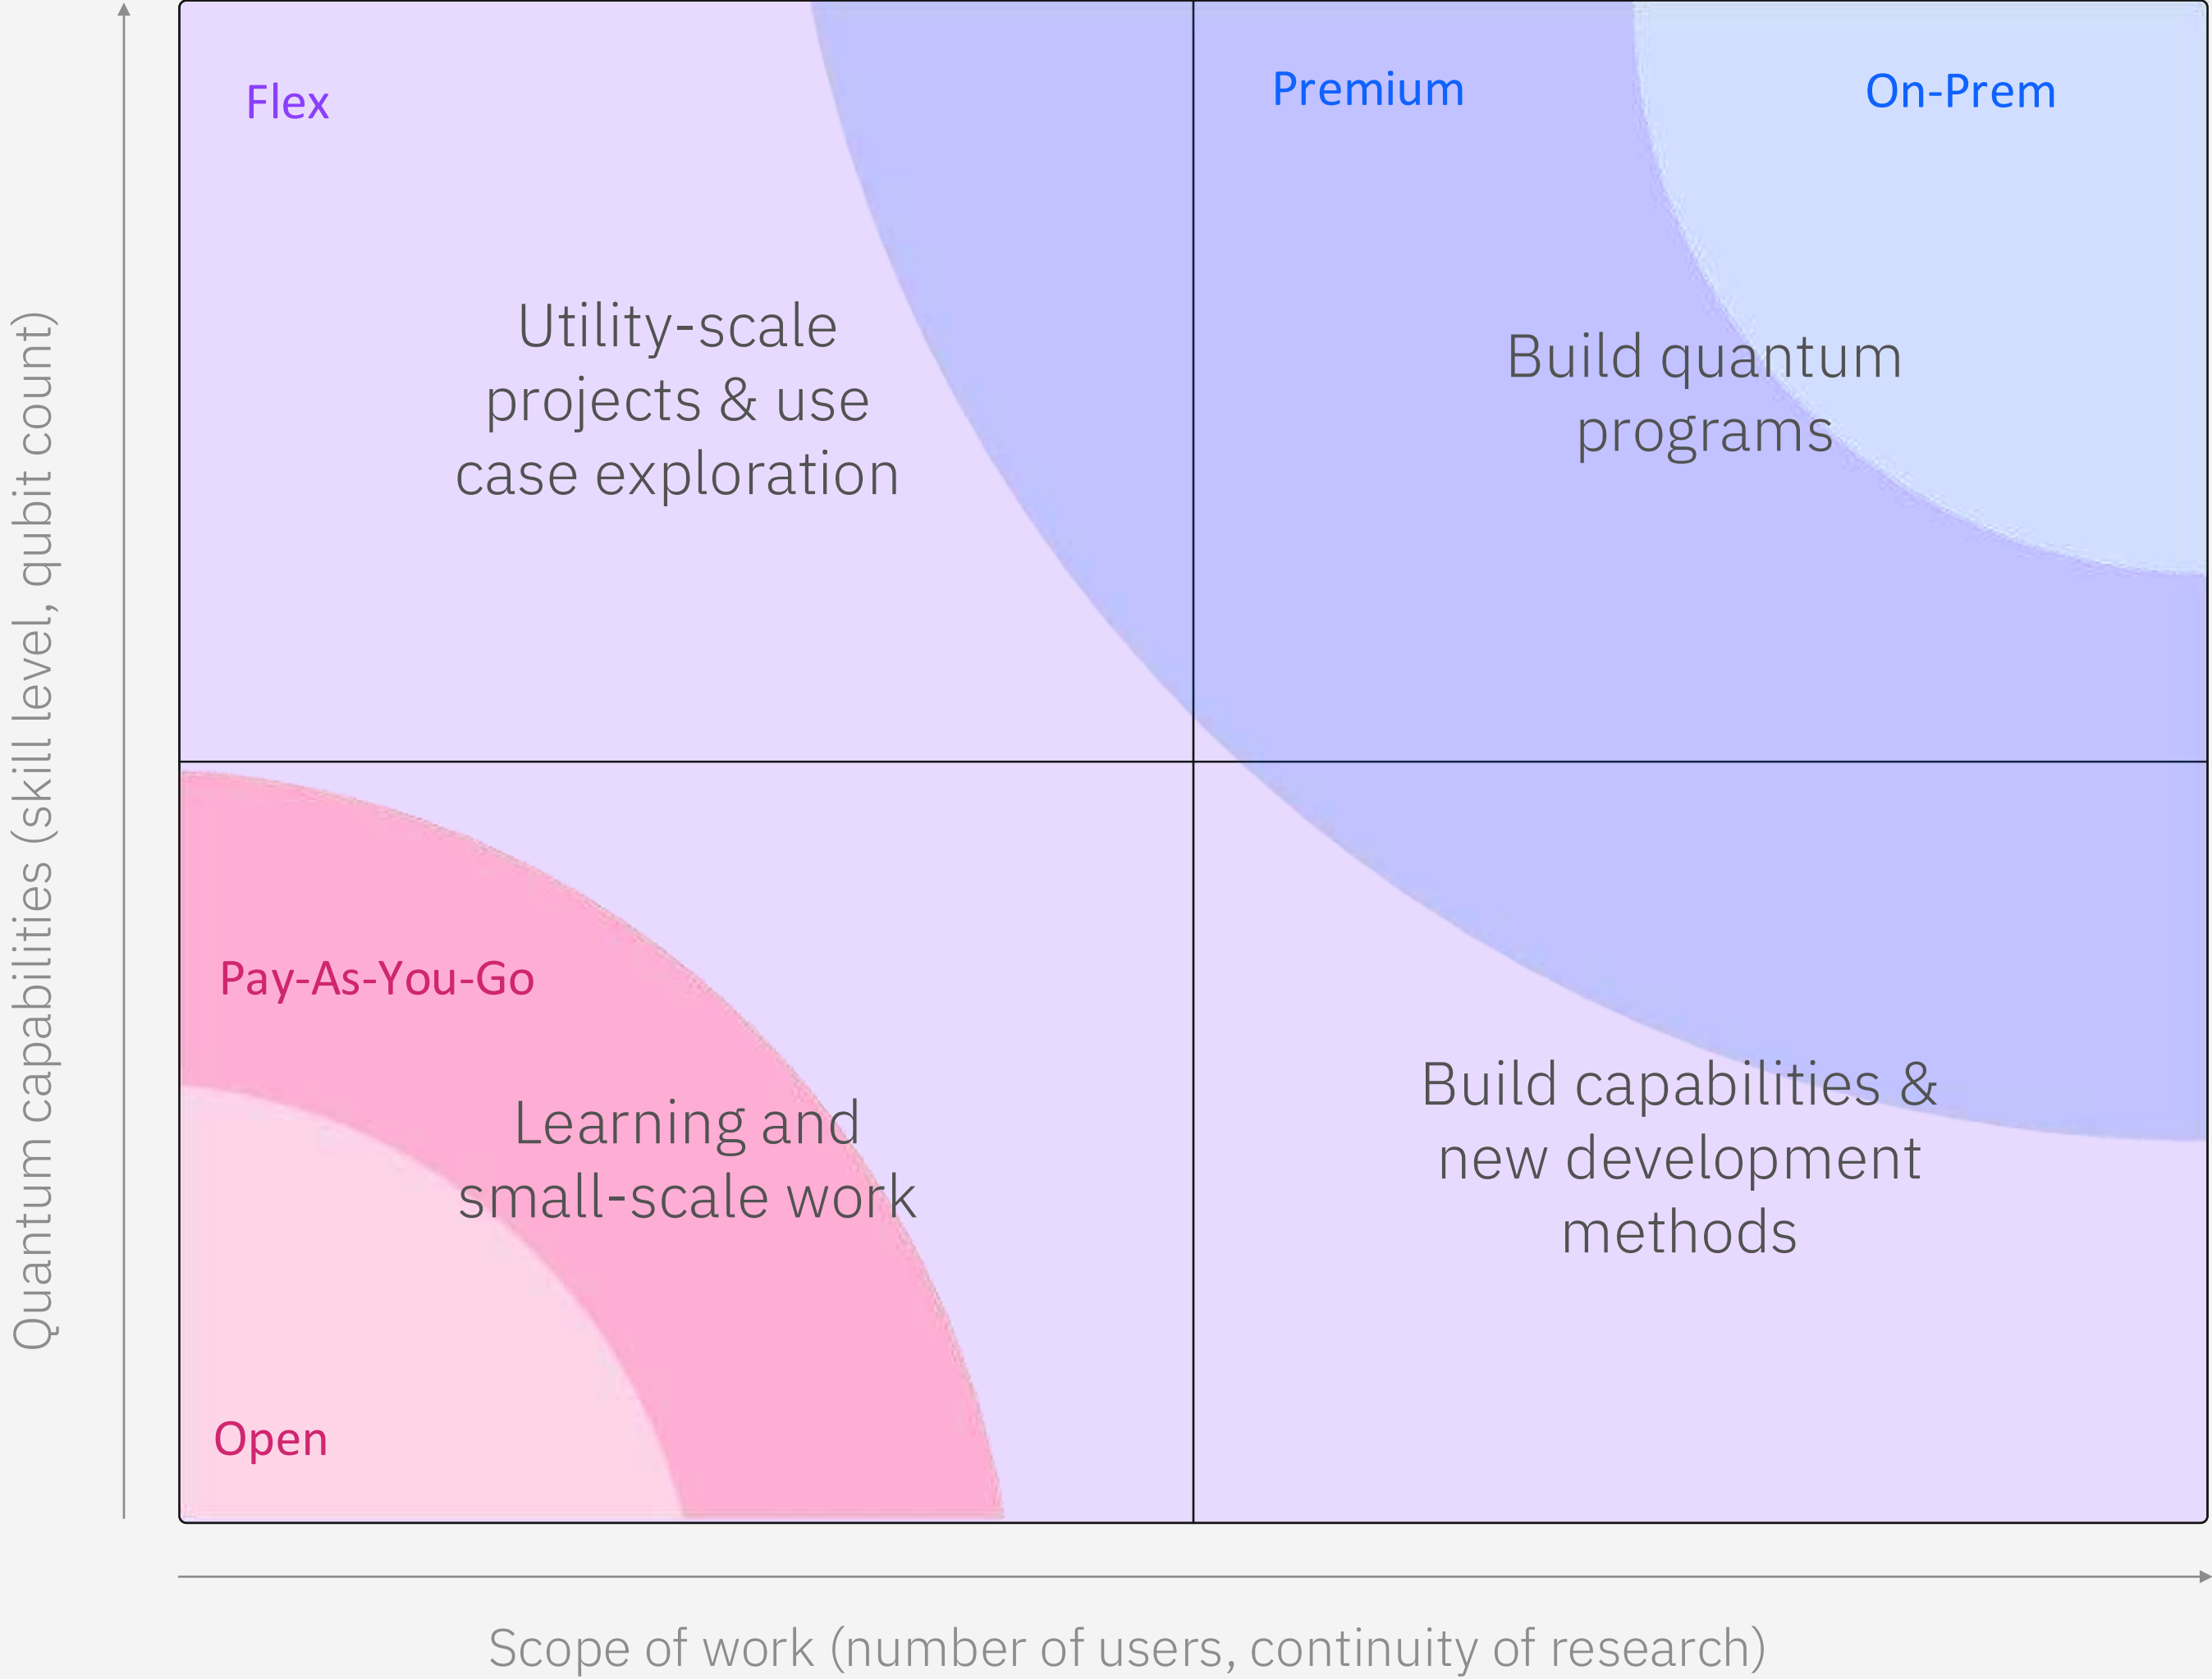 Flex
Premium
On-Prem
Utility-scale
projects & use
case exploration
Build quantum
programs
Quantum capabilities (skill level, qubit count)
Pay-As-You-Go
Learning and
small-scale work
Open
Build capabilities &
new development
methods
Scope of work (number of users, continuity of research)